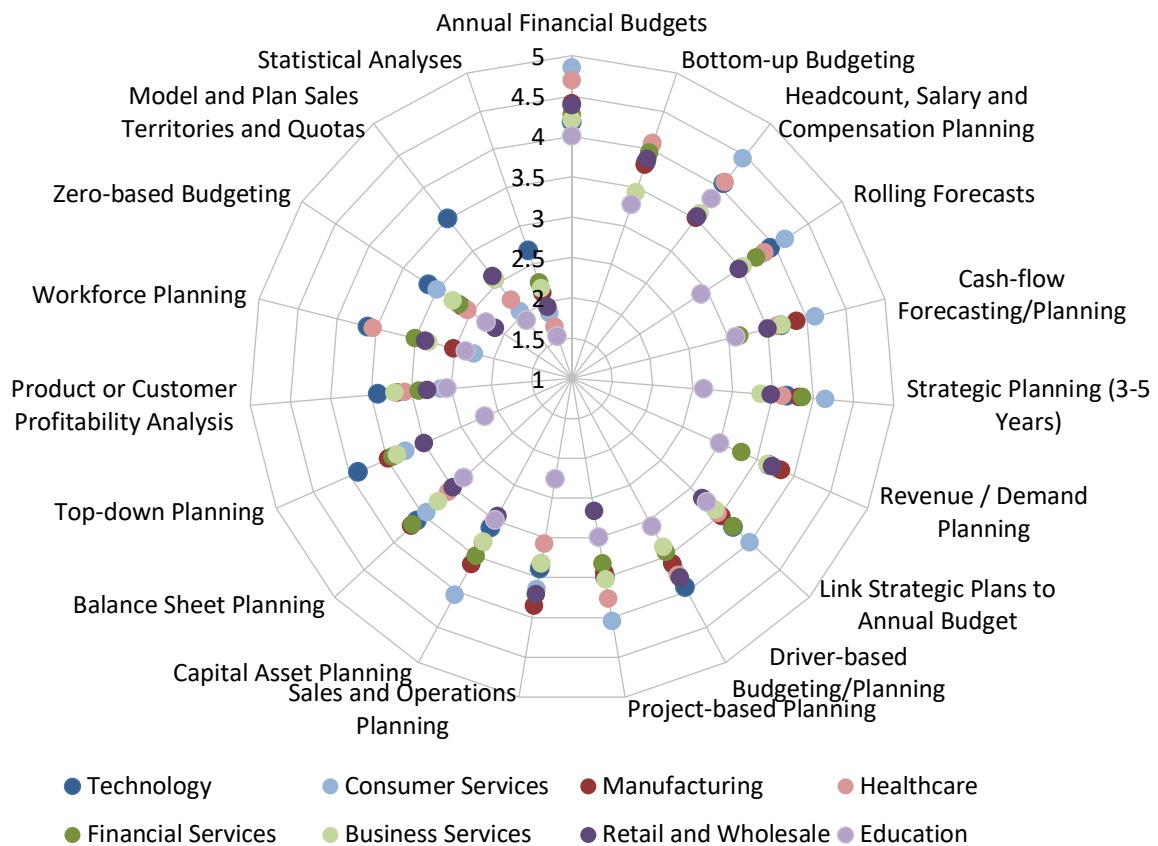 Annual Financial Budgets
Statistical Analyses
Bottom-up Budgeting
Model and Plan Sales
Territories and Quotas
Headcount, Salary and
Compensation Planning
Zero-based Budgeting
Rolling Forecasts
Workforce Planning
Cash-flow
Forecasting/Planning
Product or Customer
Profitability Analysis
Strategic Planning (3-5
Years)
Top-down Planning
Revenue / Demand
Planning
Balance Sheet Planning
Link Strategic Plans to
Annual Budget
Capital Asset Planning
Driver-based
Budgeting/Planning
Sales and Operations
Planning
Project-based Planning
5
4.5
4
3.5
3
2.5
2
1.5
1
Technology
Consumer Services
Manufacturing
Healthcare
Financial Services
Business Services
Retail and Wholesale
Education